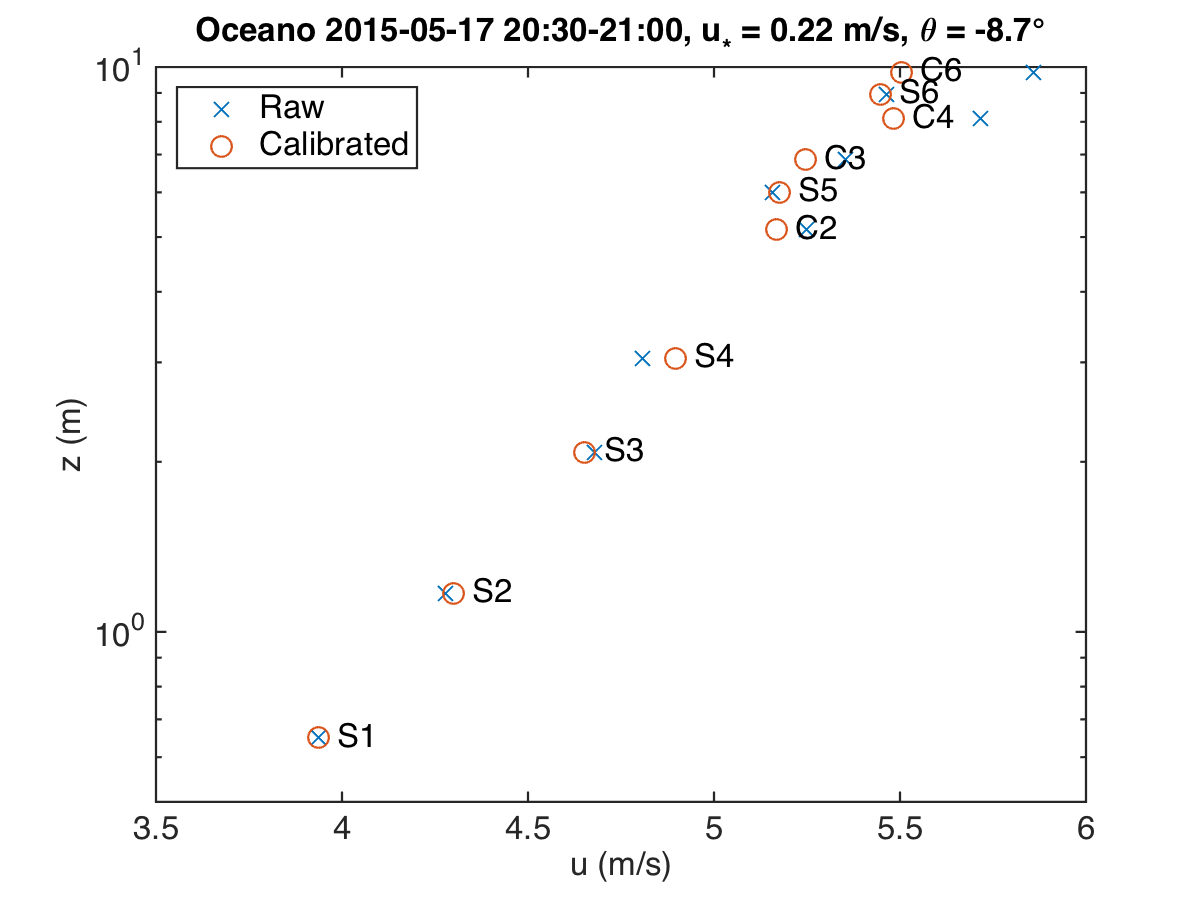 Oceano 2015-05-17 20:30-21:00, u* = 0.22 m/s, θ = -8.7°
Raw
Calibrated
C6
S6
C4
C3
S5
C2
S4
S3
S2
S1
10^1
10^0
z (m)
3.5 4 4.5 5 5.5 6
u (m/s)